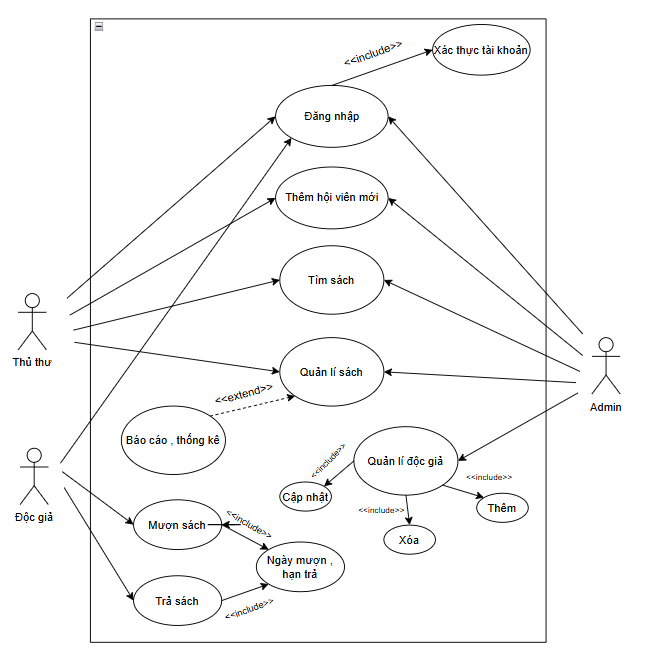 <<include>>
Xác thực tài khoản
Đăng nhập
Thêm hội viên mới
Tìm sách
Thủ thư
Quản lí sách
Admin
<<extend>>
Báo cáo , thống kê
Quản lí độc giả
<<include>>
<<include>>
Cập nhật
Thêm
<<include>>
Độc giả
Mượn sách
<<include>>
Xóa
Ngày mượn ,
hạn trả
Trả sách
<<include>>